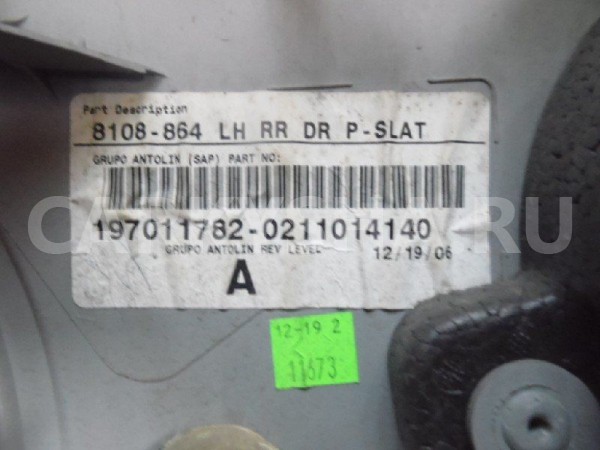 Part Description
8108-864 LH RR DR P-SLAT
GRUPO ANTOLIN (SAP) PART NO:
197011782-0211014140
GRUPO ANTOLIN REV LEVEL
12/19/06
A
12-19 2
11673